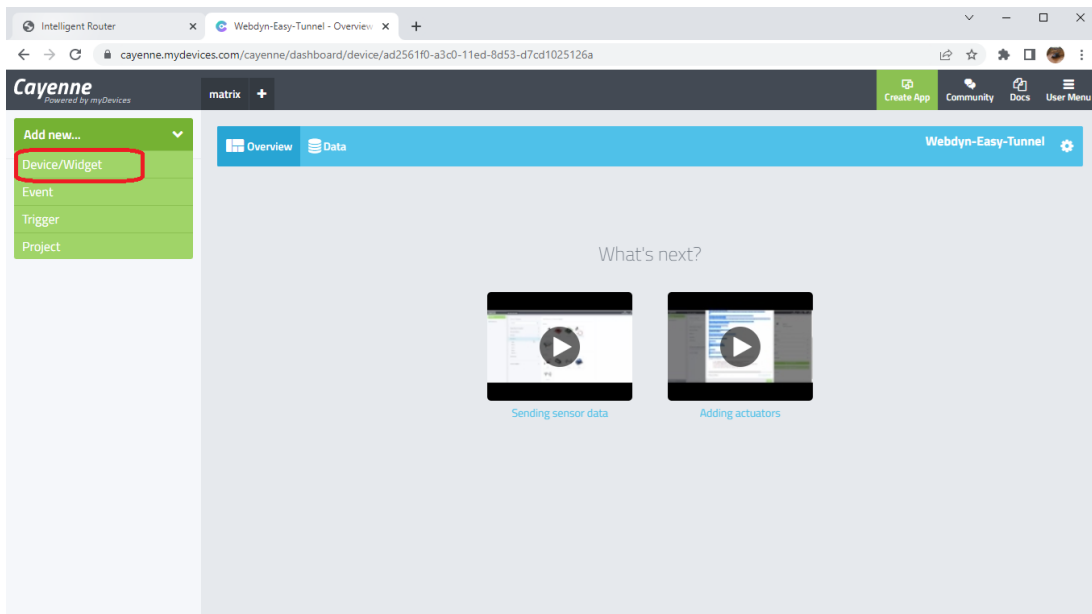 Intelligent Router
Webdyn-Easy-Tunnel - Overview
cayenne.mydevices.com/cayenne/dashboard/device/ad2561f0-a3c0-11ed-8d53-d7cd1025126a
Cayenne
Powered by myDevices
matrix +
Create App
Community
Docs
User Menu
Add new...
Device/Widget
Event
Trigger
Project
Overview
Data
Webdyn-Easy-Tunnel
What's next?
Sending sensor data
Adding actuators